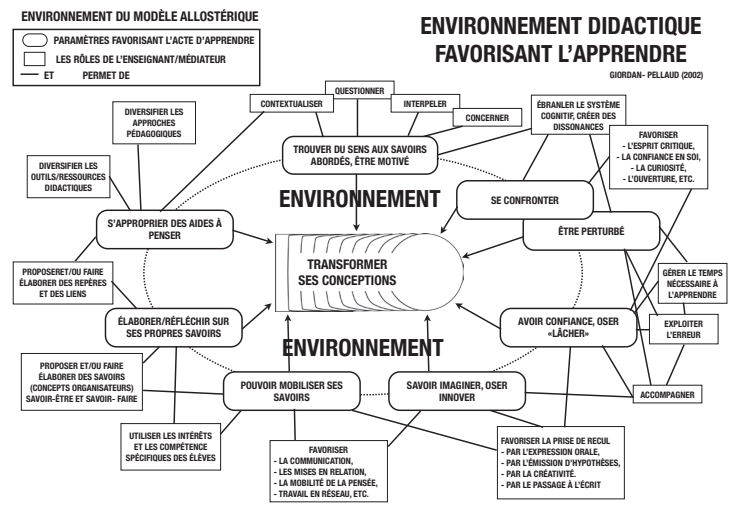 ENVIRONNEMENT DU MODÈLE ALLOSTÉRIQUE
PARAMÈTRES FAVORISANT L'ACTE D'APPRENDRE
LES RÔLES DE L'ENSEIGNANT/MÉDIATEUR
ET PERMET DE
ENVIRONNEMENT DIDACTIQUE
FAVORISANT L'APPRENDRE
GIORDAN- PELLAUD (2002)
QUESTIONNER
CONTEXTUALISER
INTERPELER
CONCERNER
ÉBRANLER LE SYSTÈME
COGNITIF, CRÉER DES
DISSONANCES
DIVERSIFIER LES
APPROCHES
PÉDAGOGIQUES
FAVORISER
- L'ESPRIT CRITIQUE,
- LA CONFIANCE EN SOI,
- LA CURIOSITÉ,
- L'OUVERTURE, ETC.
TROUVER DU SENS AUX SAVOIRS
ABORDÉS, ÊTRE MOTIVÉ
DIVERSIFIER LES
OUTILS/RESSOURCES
DIDACTIQUES
ENVIRONNEMENT
SE CONFRONTER
S'APPROPRIER DES AIDES À
PENSER
ÊTRE PERTURBÉ
TRANSFORMER
SES CONCEPTIONS
PROPOSERET/OU FAIRE
ÉLABORER DES REPÈRES
ET DES LIENS
GÉRER LE TEMPS
NÉCESSAIRE À
L'APPRENDRE
ÉLABORER/RÉFLÉCHIR SUR
SES PROPRES SAVOIRS
AVOIR CONFIANCE, OSER
«LÂCHER»
EXPLOITER
L'ERREUR
ENVIRONNEMENT
PROPOSER ET/OU FAIRE
ÉLABORER DES SAVOIRS
(CONCEPTS ORGANISATEURS)
SAVOIR-ÊTRE ET SAVOIR- FAIRE
POUVOIR MOBILISER SES
SAVOIRS
SAVOIR IMAGINER, OSER
INNOVER
ACCOMPAGNER
UTILISER LES INTÉRÊTS
ET LES COMPÉTENCE
SPÉCIFIQUES DES ÉLÈVES
FAVORISER
- LA COMMUNICATION,
- LES MISES EN RELATION,
- LA MOBILITÉ DE LA PENSÉE,
- TRAVAIL EN RÉSEAU, ETC.
FAVORISER LA PRISE DE RECUL
- PAR L'EXPRESSION ORALE,
- PAR L'ÉMISSION D'HYPOTHÈSES,
- PAR LA CRÉATIVITÉ.
- PAR LE PASSAGE À L'ÉCRIT